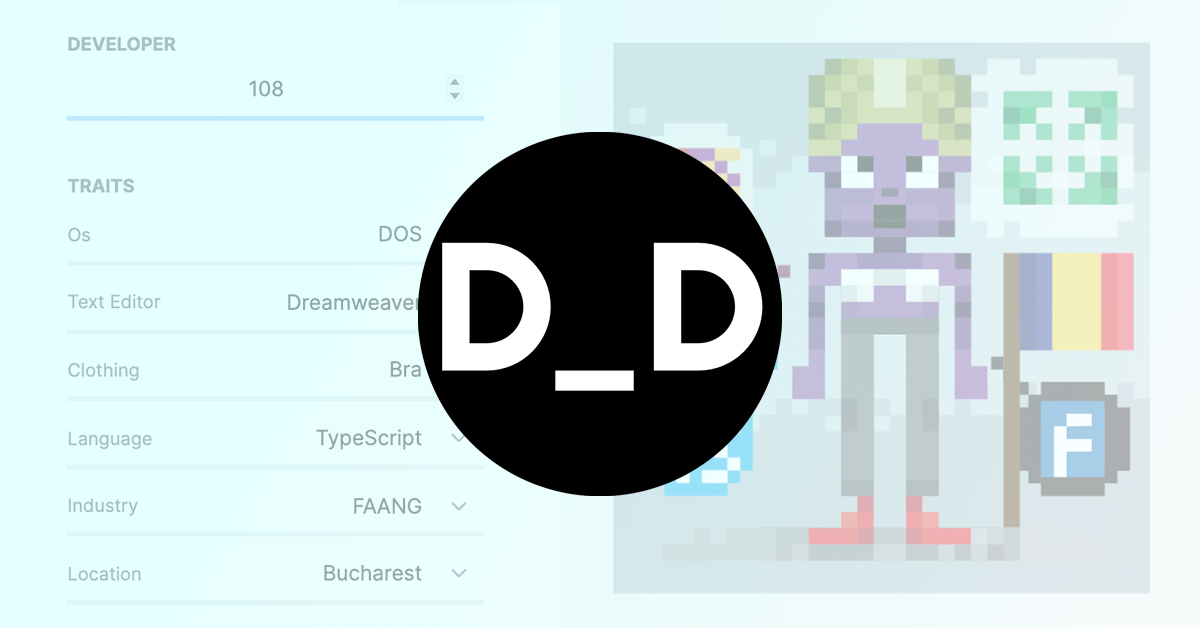 DEVELOPER
108
TRAITS
Os DOS
Text Editor Dreamweaver
Clothing Bra
Language TypeScript
Industry FAANG
Location Bucharest
D_D
F